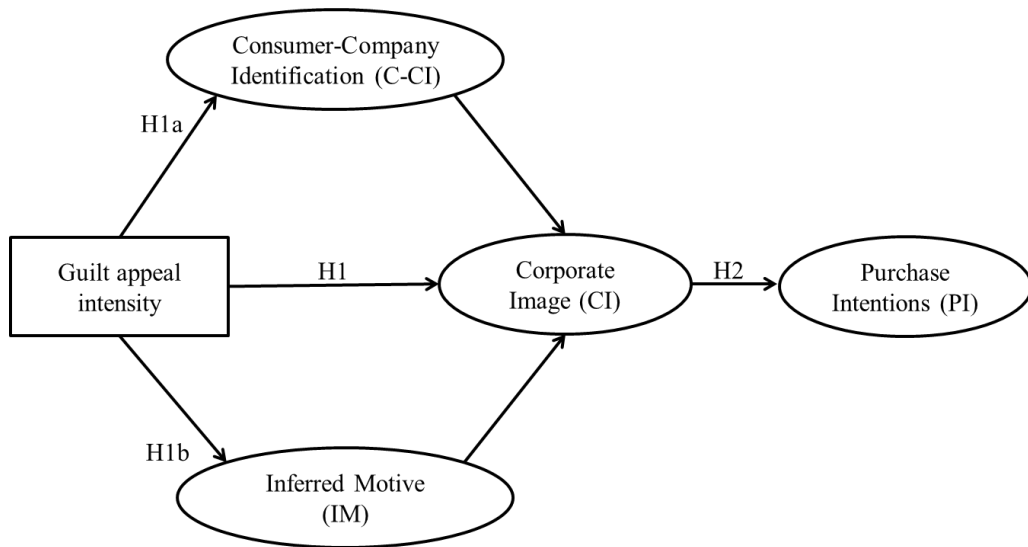 Consumer-Company
Identification (C-CI)
H1a
Guilt appeal
intensity
H1
Corporate
Image (CI)
H2
Purchase
Intentions (PI)
H1b
Inferred Motive
(IM)